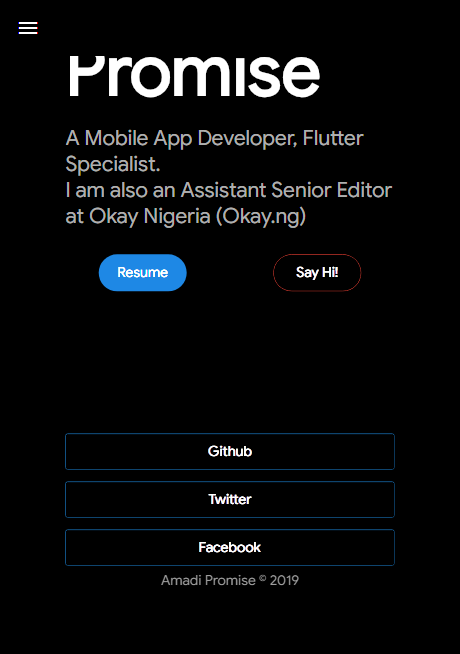 Promise
A Mobile App Developer, Flutter
Specialist.
I am also an Assistant Senior Editor
at Okay Nigeria (Okay.ng)
Resume
Say Hi!
Github
Twitter
Facebook
Amadi Promise © 2019